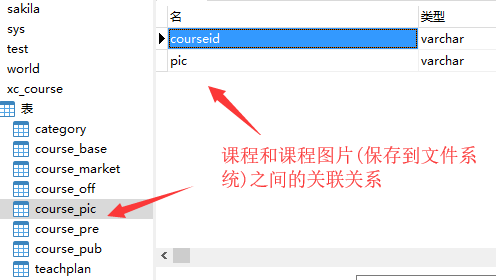 sakila
sys
test
world
xc_course
表
category
course_base
course_market
course_off
course_pic
course_pre
course_pub
teachplan
名 类型
courseid varchar
pic varchar
课程和课程图片(保存到文件系
统)之间的关联关系